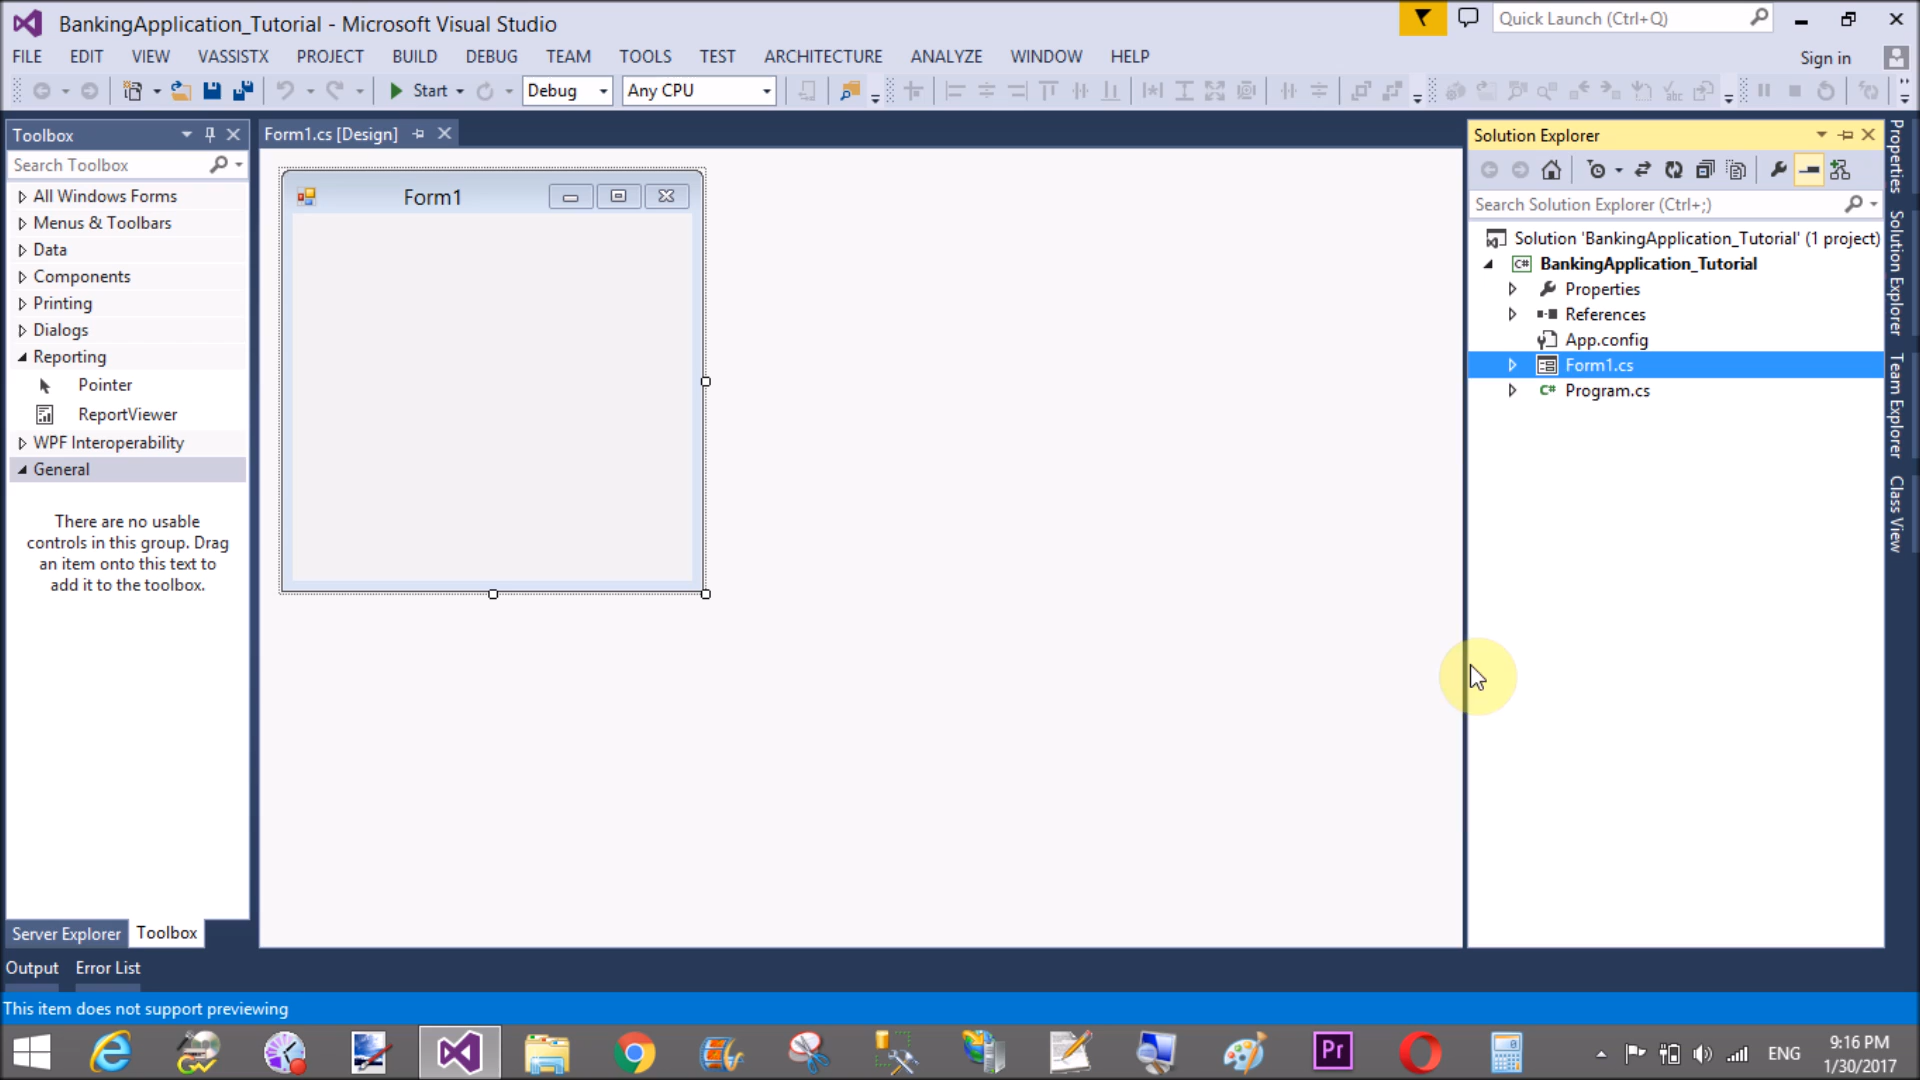 BankingApplication_Tutorial - Microsoft Visual Studio
Quick Launch (Ctrl+Q)
FILE EDIT VIEW VASSISTX PROJECT BUILD DEBUG TEAM TOOLS TEST ARCHITECTURE ANALYZE WINDOW HELP
Sign in
Start Debug Any CPU
Toolbox
Search Toolbox
All Windows Forms
Menus & Toolbars
Data
Components
Printing
Dialogs
Reporting
Pointer
ReportViewer
WPF Interoperability
General
There are no usable
controls in this group. Drag
an item onto this text to
add it to the toolbox.
Server Explorer Toolbox
Form1.cs [Design]
Form1
Solution Explorer
Search Solution Explorer (Ctrl+;)
Solution 'BankingApplication_Tutorial' (1 project)
C# BankingApplication_Tutorial
Properties
References
App.config
Form1.cs
C# Program.cs
Properties
Solution Explorer
Team Explorer
Class View
Output Error List
This item does not support previewing
Pr
ENG
9:16 PM
1/30/2017